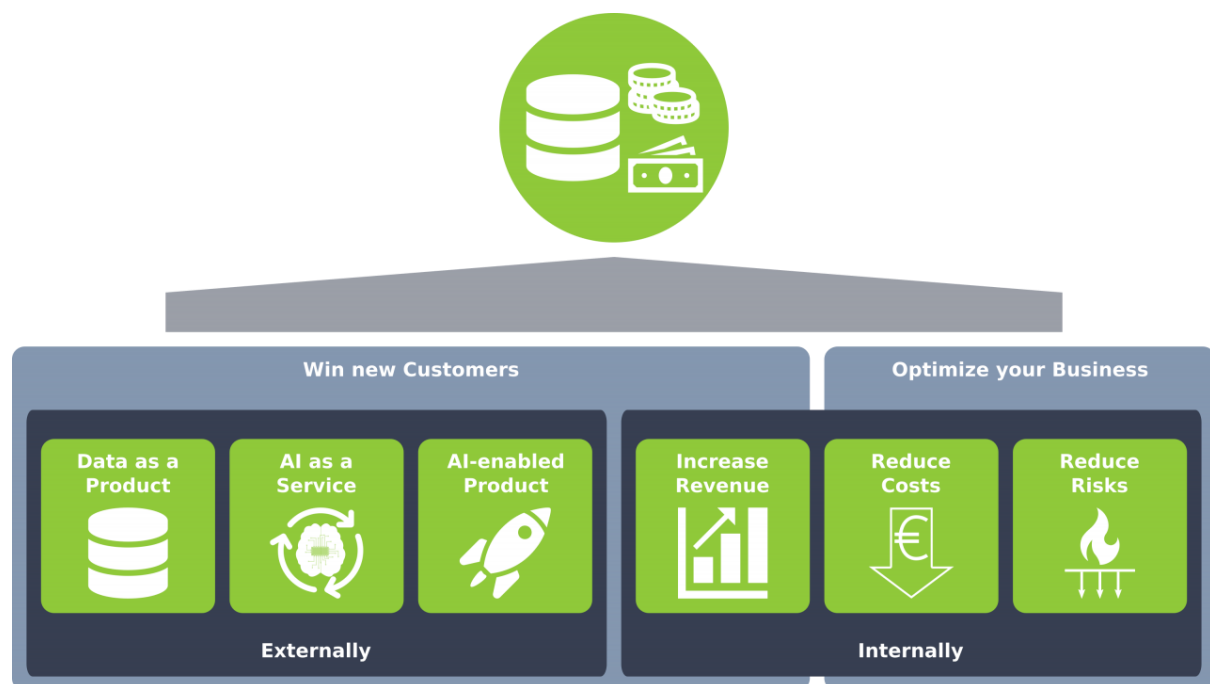 Win new Customers
Optimize your Business
Data as a
Product
AI as a
Service
AI-enabled
Product
Increase
Revenue
Reduce
Costs
€
Reduce
Risks
Externally
Internally